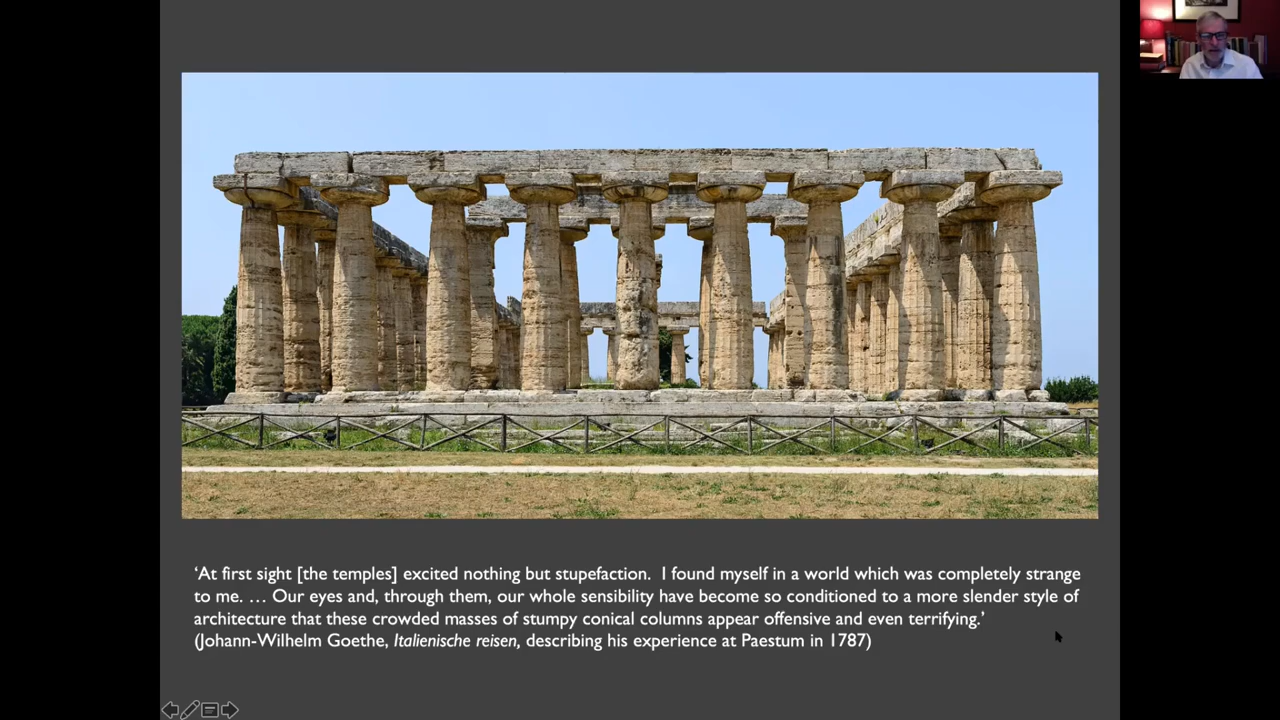 ‘At first sight [the temples] excited nothing but stupefaction.  I found myself in a world which was completely strange
to me. … Our eyes and, through them, our whole sensibility have become so conditioned to a more slender style of
architecture that these crowded masses of stumpy conical columns appear offensive and even terrifying.’
(Johann-Wilhelm Goethe, Italienische reisen, describing his experience at Paestum in 1787)